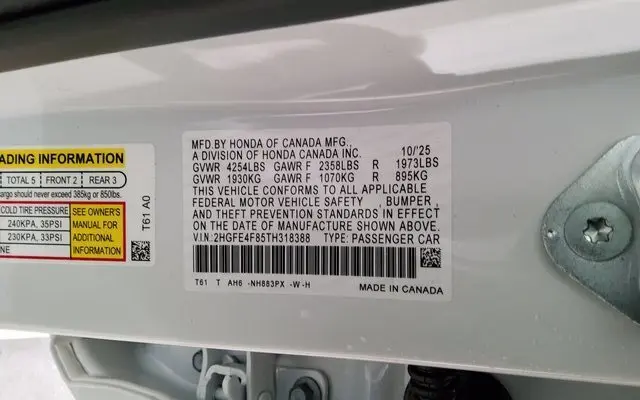 ADING INFORMATION
TOTAL 5 FRONT 2 REAR 3
argo should never exceed 385kg or 850lbs.
COLD TIRE PRESSURE
240KPA, 35PSI
230KPA, 33PSI
NE
SEE OWNER'S
MANUAL FOR
ADDITIONAL
INFORMATION
T61 A0
MFD.BY HONDA OF CANADA MFG.,
A DIVISION OF HONDA CANADA INC. 10/'25
GVWR 4254LBS GAWR F 2358LBS R 1973LBS
GVWR 1930KG GAWR F 1070KG R 895KG
THIS VEHICLE CONFORMS TO ALL APPLICABLE
FEDERAL MOTOR VEHICLE SAFETY , BUMPER ,
AND THEFT PREVENTION STANDARDS IN EFFECT
ON THE DATE OF MANUFACTURE SHOWN ABOVE.
V.I.N:2HGFE4F85TH318388 TYPE: PASSENGER CAR
T61 T AH6 -NH883PX -W-H
MADE IN CANADA